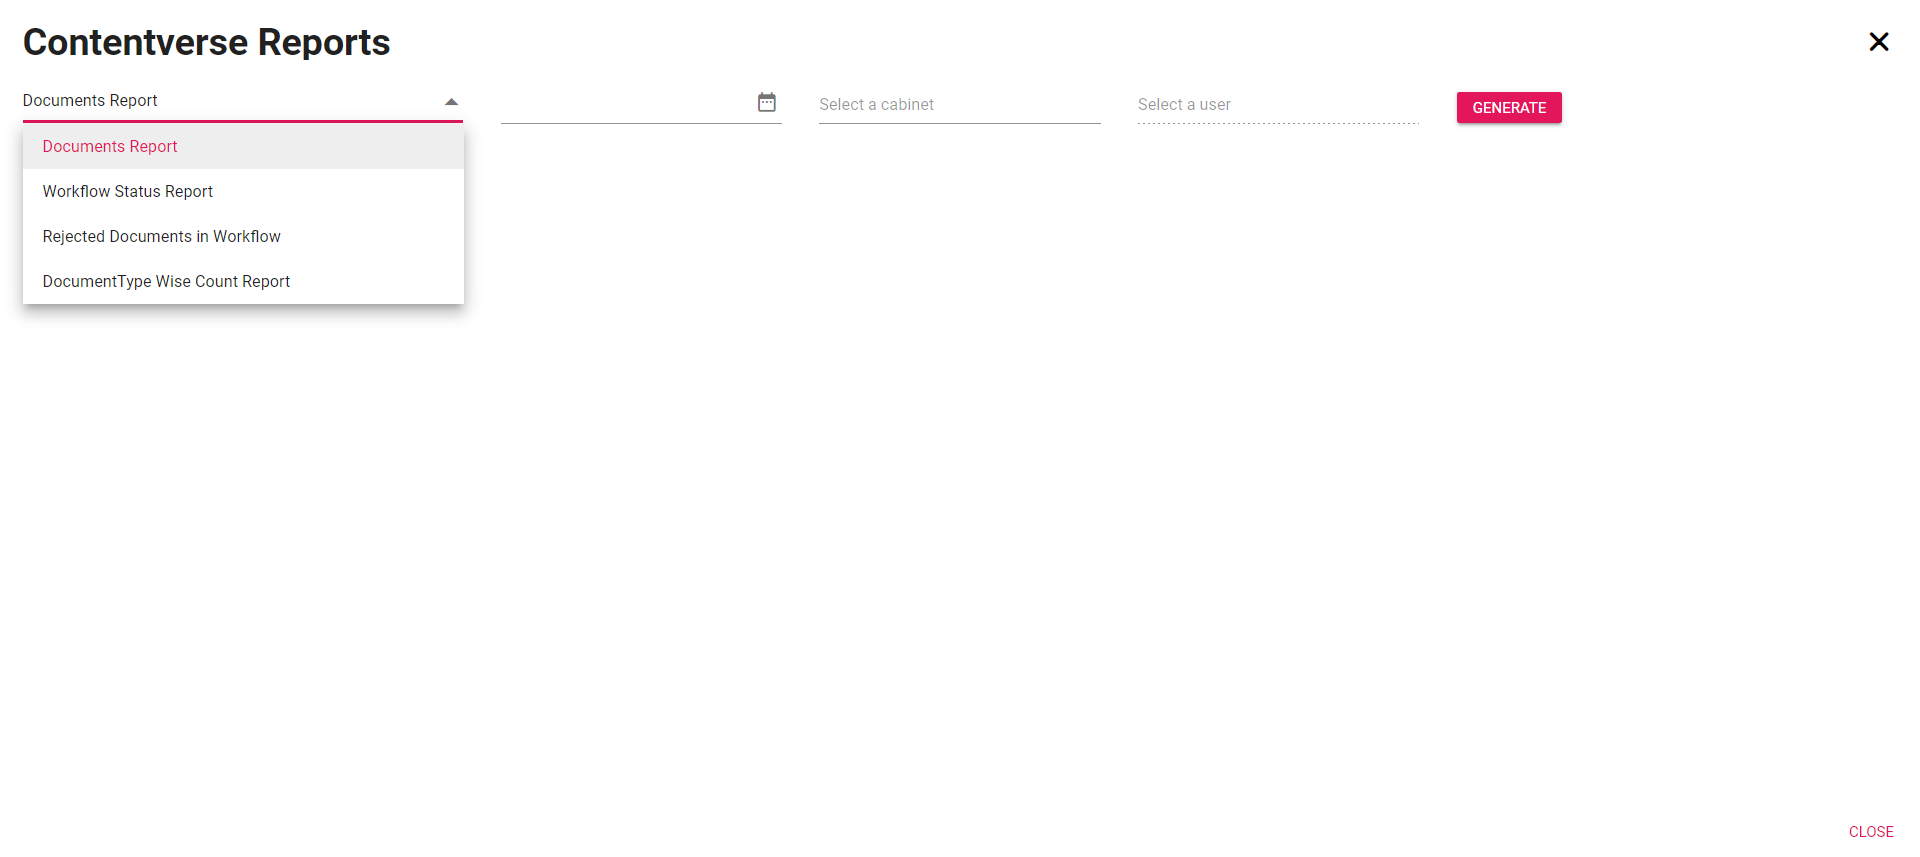 Contentverse Reports
Documents Report
Select a cabinet
Select a user
GENERATE
Documents Report
Workflow Status Report
Rejected Documents in Workflow
DocumentType Wise Count Report
CLOSE